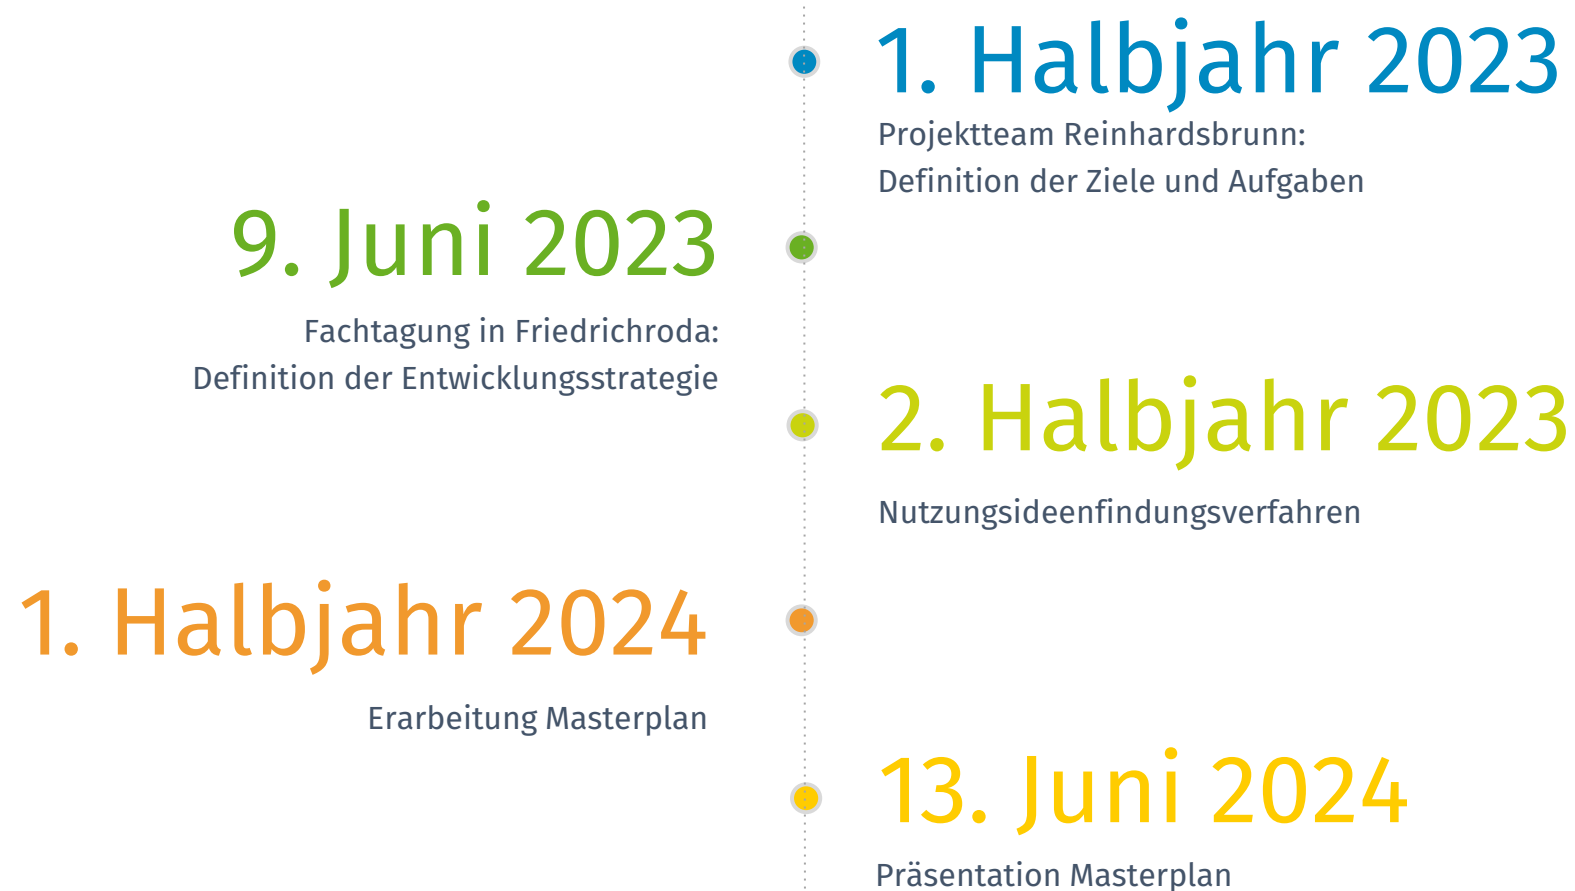 1. Halbjahr 2023
Projektteam Reinhardsbrunn:
Definition der Ziele und Aufgaben
9. Juni 2023
Fachtagung in Friedrichroda:
Definition der Entwicklungsstrategie
2. Halbjahr 2023
Nutzungsideenfindungsverfahren
1. Halbjahr 2024
Erarbeitung Masterplan
13. Juni 2024
Präsentation Masterplan